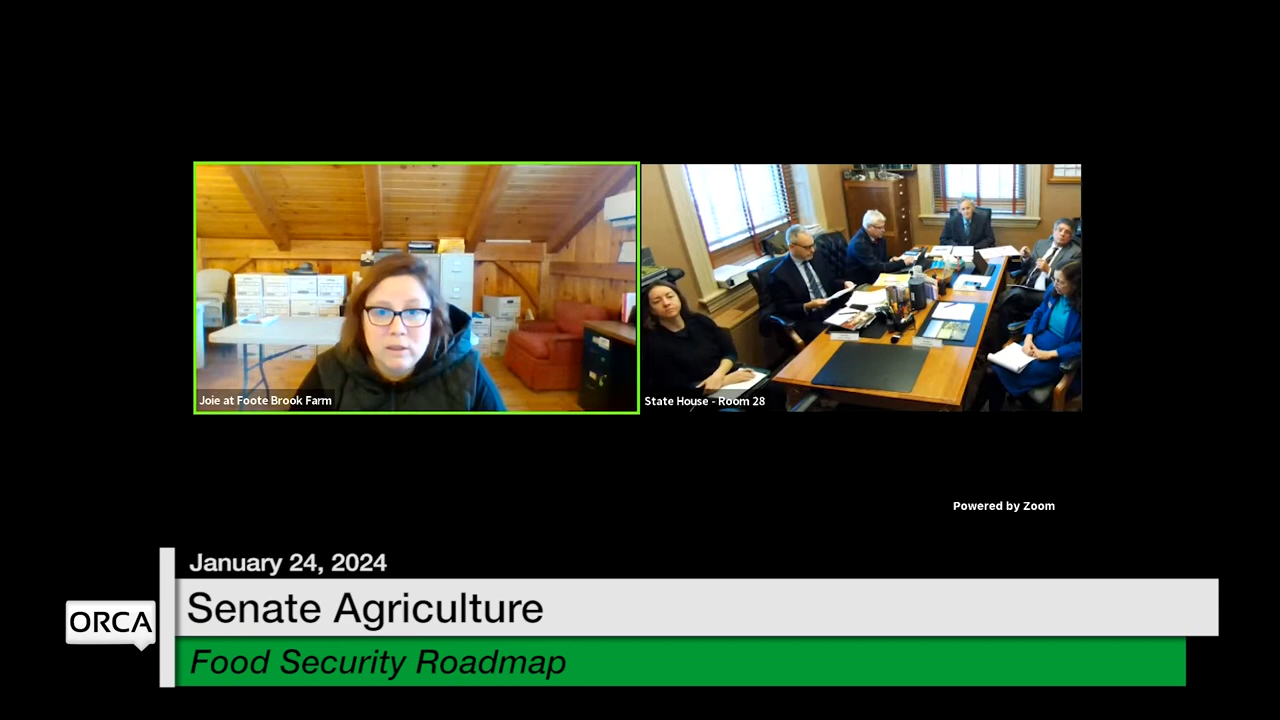 Joie at Foote Brook Farm
State House - Room 28
Powered by Zoom
January 24, 2024
Senate Agriculture
ORCA
Food Security Roadmap